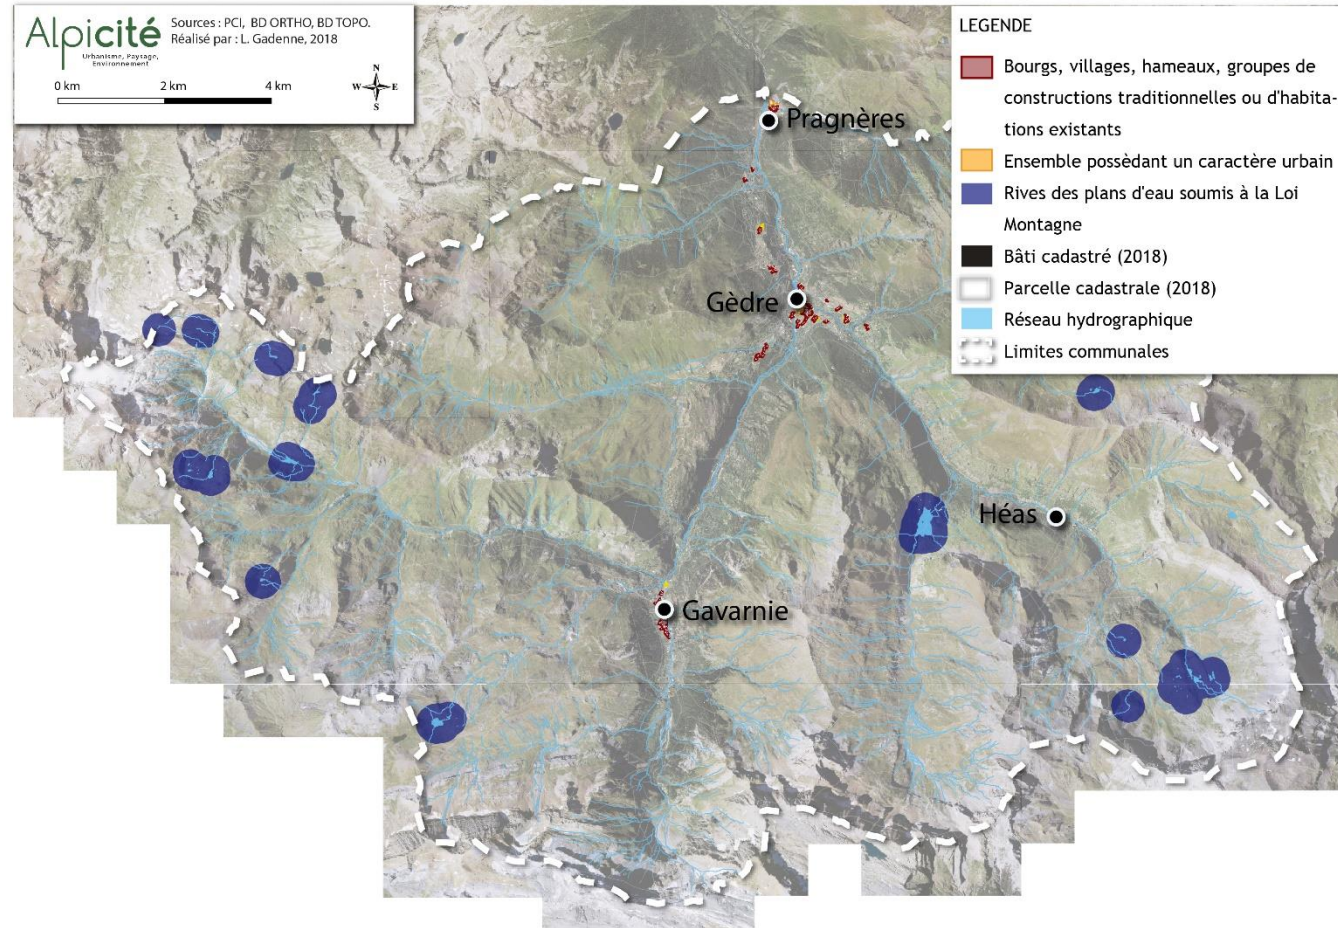 Alpicité
Urbanisme, Paysage,
Environnement
Sources : PCI, BD ORTHO, BD TOPO.
Réalisé par : L. Gadenne, 2018
0 km 2 km 4 km
N
W E
S
LEGENDE
Bourgs, villages, hameaux, groupes de
constructions traditionnelles ou d'habita-
tions existants
Ensemble possèdant un caractère urbain
Rives des plans d'eau soumis à la Loi
Montagne
Bâti cadastré (2018)
Parcelle cadastrale (2018)
Réseau hydrographique
Limites communales
Pragnères
Gèdre
Héas
Gavarnie